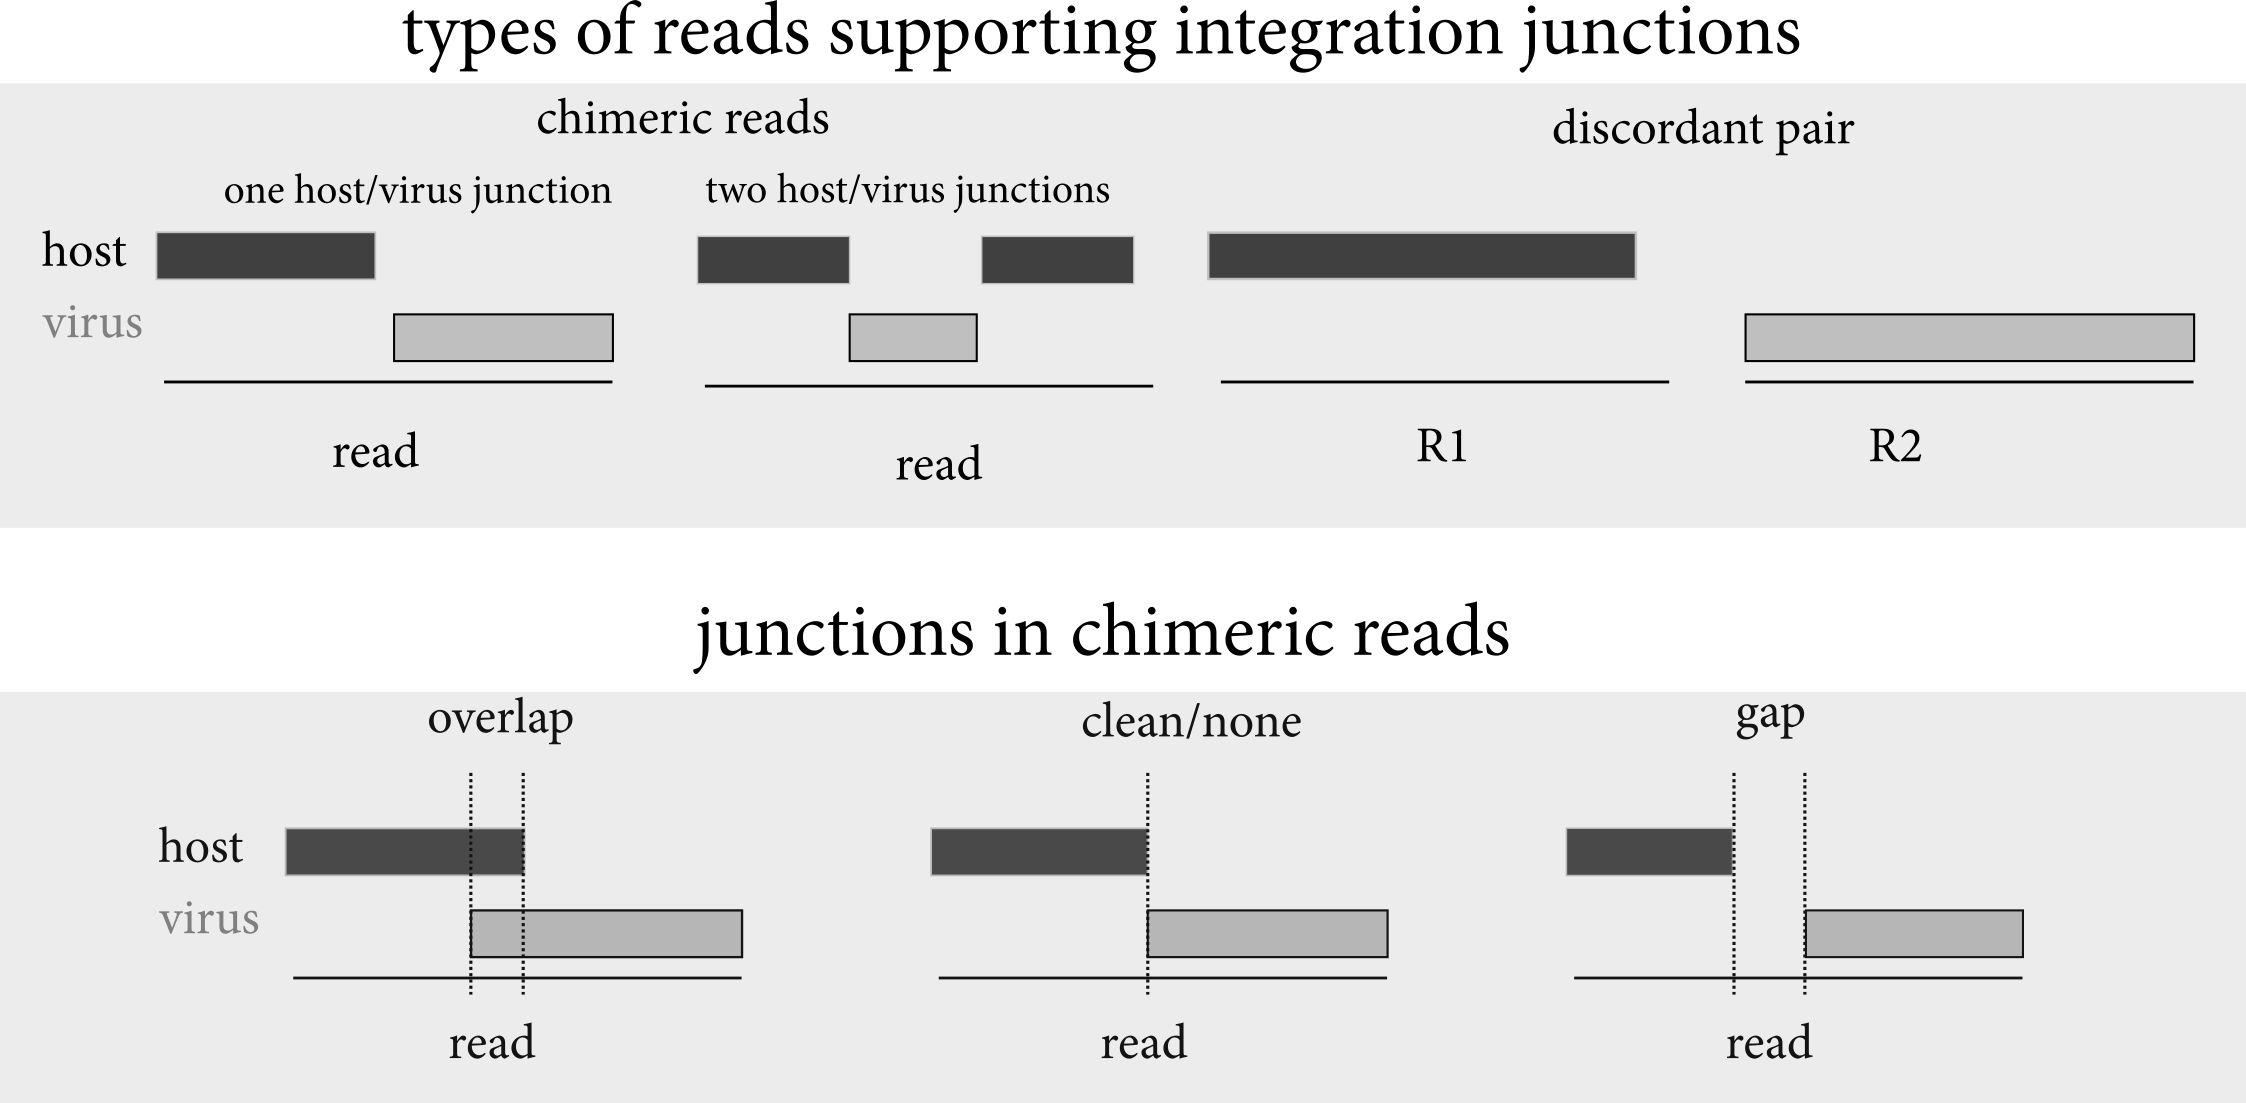 types of reads supporting integration junctions
chimeric reads
discordant pair
one host/virus junction
two host/virus junctions
host
virus
read
read
R1
R2
junctions in chimeric reads
overlap
clean/none
gap
host
virus
read
read
read